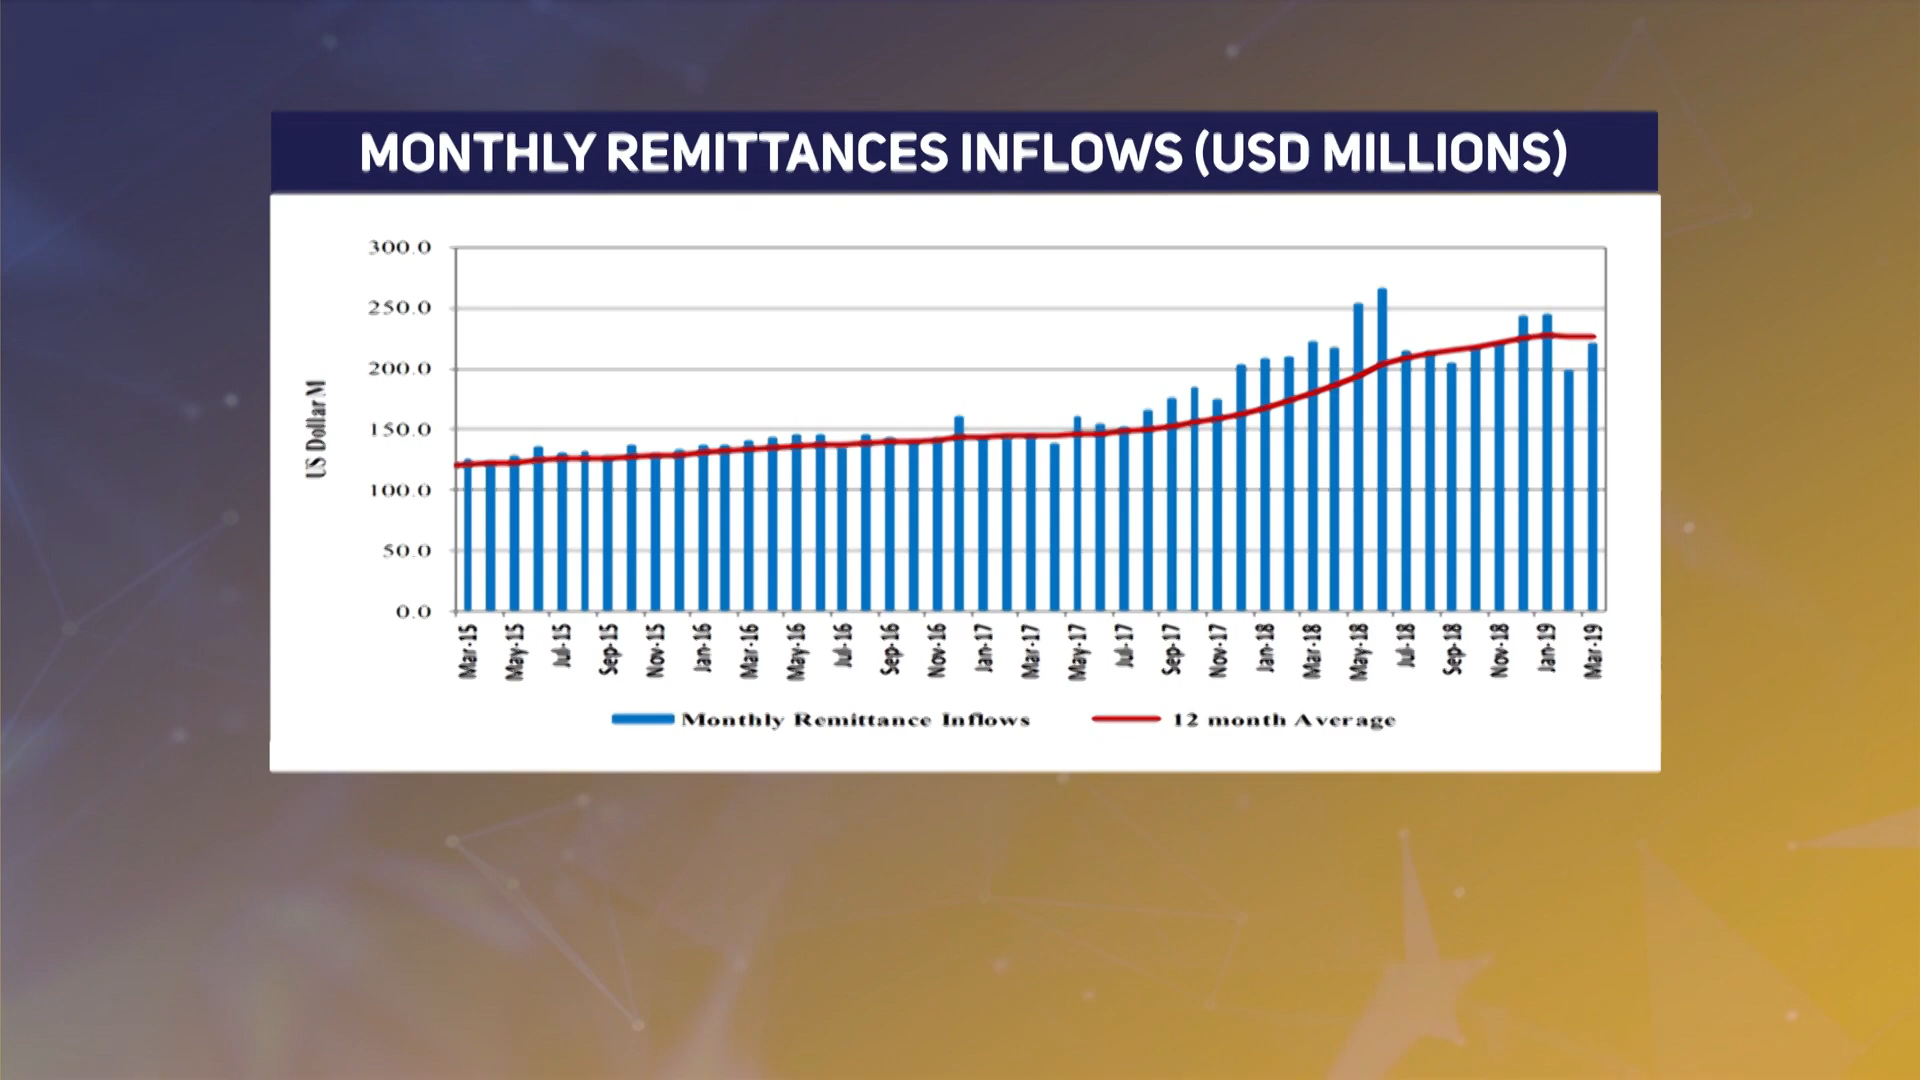 MONTHLY REMITTANCES INFLOWS (USD MILLIONS)
300.0
250.0
200.0
150.0
100.0
50.0
0.0
US Dollar M
Mar-15 May-15 Jul-15 Sep-15 Nov-15 Jan-16 Mar-16 May-16 Jul-16 Sep-16 Nov-16 Jan-17 Mar-17 May-17 Jul-17 Sep-17 Nov-17 Jan-18 Mar-18 May-18 Jul-18 Sep-18 Nov-18 Jan-19 Mar-19
Monthly Remittance Inflows 12 month Average